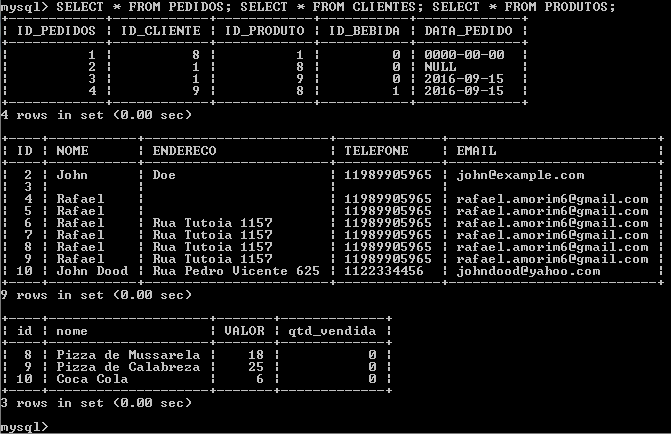 mysql> SELECT * FROM PEDIDOS; SELECT * FROM CLIENTES; SELECT * FROM PRODUTOS;
+------------+------------+------------+-----------+-------------+
| ID_PEDIDOS | ID_CLIENTE | ID_PRODUTO | ID_BEBIDA | DATA_PEDIDO |
+------------+------------+------------+-----------+-------------+
| 1 | 8 | 1 | 0 | 0000-00-00 |
| 2 | 1 | 8 | 0 | NULL |
| 3 | 1 | 9 | 0 | 2016-09-15 |
| 4 | 9 | 8 | 1 | 2016-09-15 |
+------------+------------+------------+-----------+-------------+
4 rows in set (0.00 sec)
+----+-----------+-----------------------+-------------+--------------------------+
| ID | NOME | ENDERECO | TELEFONE | EMAIL |
+----+-----------+-----------------------+-------------+--------------------------+
| 2 | John | Doe | 11989905965 | john@example.com |
| 3 | | | | |
| 4 | Rafael | | 11989905965 | rafael.amorim6@gmail.com |
| 5 | Rafael | | 11989905965 | rafael.amorim6@gmail.com |
| 6 | Rafael | Rua Tutoia 1157 | 11989905965 | rafael.amorim6@gmail.com |
| 7 | Rafael | Rua Tutoia 1157 | 11989905965 | rafael.amorim6@gmail.com |
| 8 | Rafael | Rua Tutoia 1157 | 11989905965 | rafael.amorim6@gmail.com |
| 9 | Rafael | Rua Tutoia 1157 | 11989905965 | rafael.amorim6@gmail.com |
| 10 | John Dood | Rua Pedro Vicente 625 | 1122334456 | johndood@yahoo.com |
+----+-----------+-----------------------+-------------+--------------------------+
9 rows in set (0.00 sec)
+----+--------------------+-------+-------------+
| id | nome | VALOR | qtd_vendida |
+----+--------------------+-------+-------------+
| 8 | Pizza de Mussarela | 18 | 0 |
| 9 | Pizza de Calabreza | 25 | 0 |
| 10 | Coca Cola | 6 | 0 |
+----+--------------------+-------+-------------+
3 rows in set (0.00 sec)
mysql>